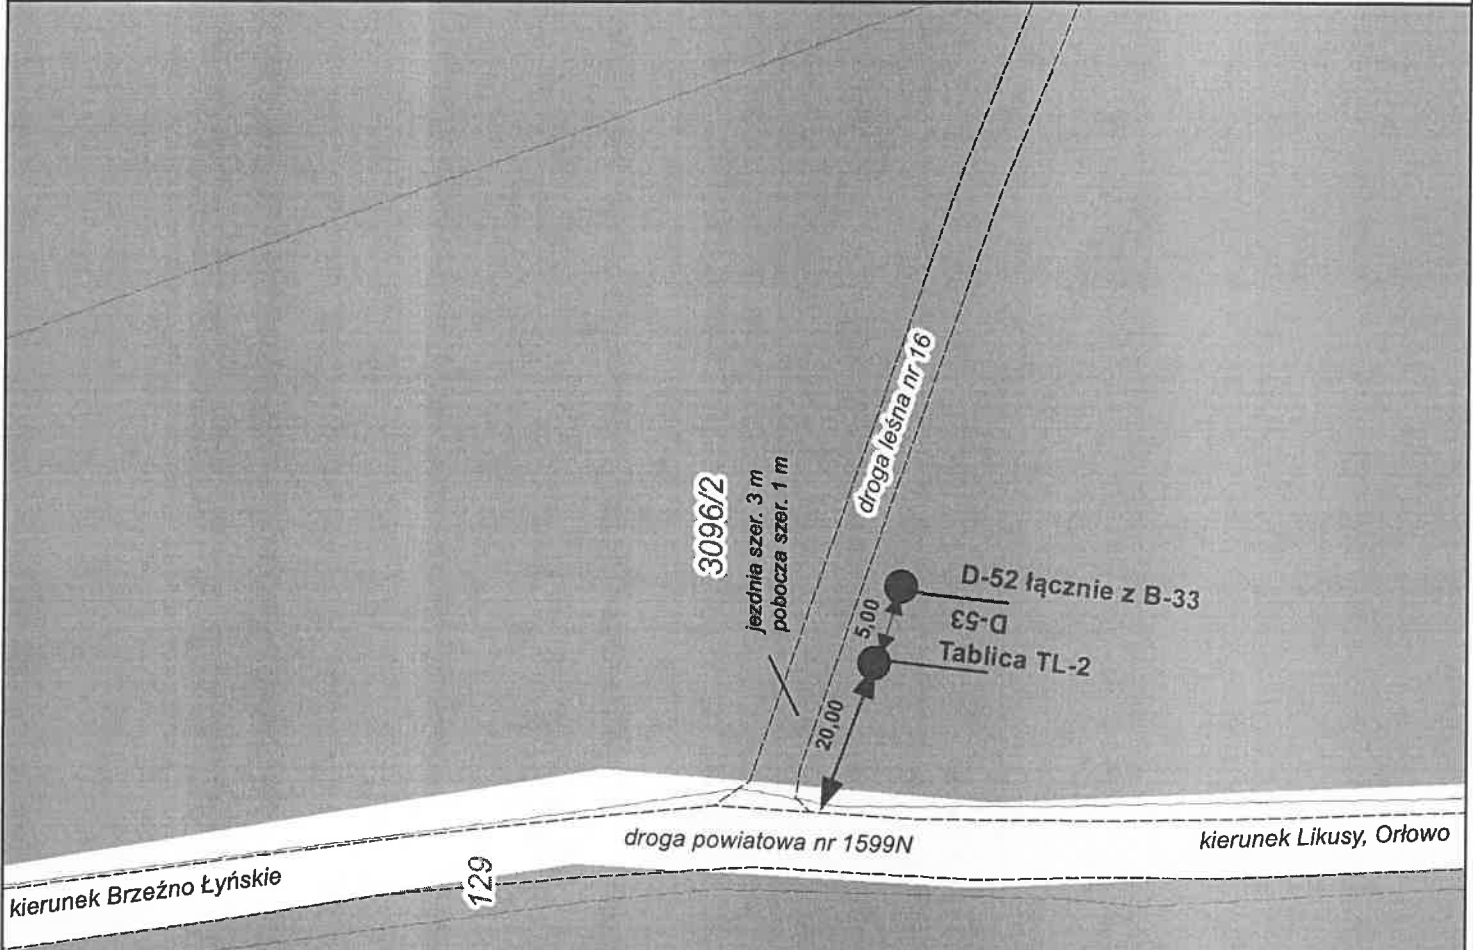 droga leśna nr 16
3096/2
jezdnia szer. 3 m
pobocza szer. 1 m
D-52 łącznie z B-33
D-53
5,00
Tablica TL-2
20,00
droga powiatowa nr 1599N
kierunek Likusy, Orłowo
129
kierunek Brzeźno Łyńskie